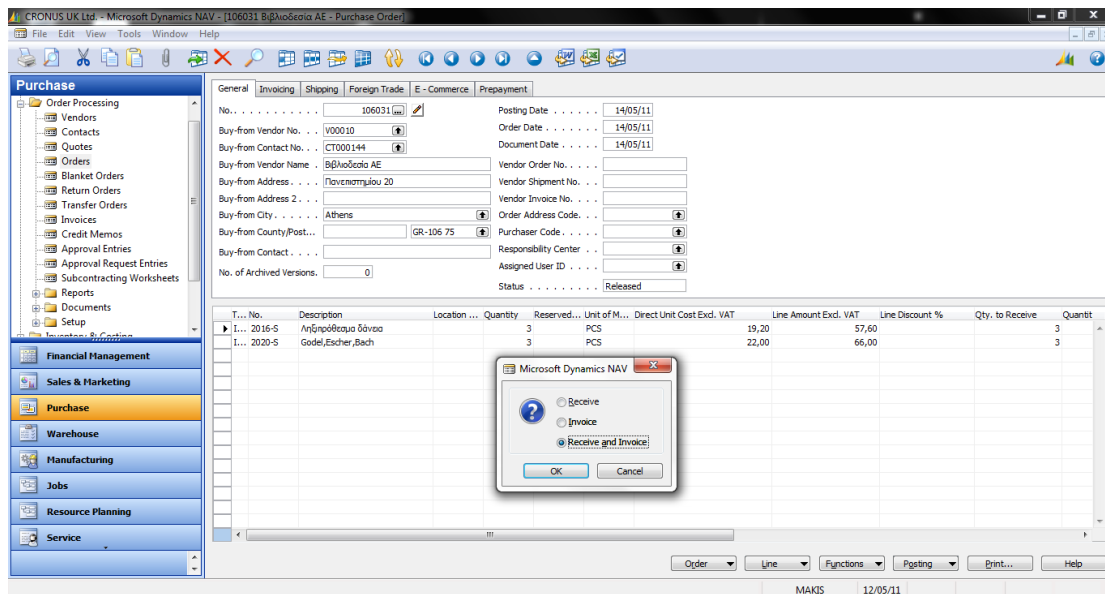 CRONUS UK Ltd. - Microsoft Dynamics NAV - [106031 Βιβλιοδεσία ΑΕ - Purchase Order]
File Edit View Tools Window Help
Purchase
Order Processing
Vendors
Contacts
Quotes
Orders
Blanket Orders
Return Orders
Transfer Orders
Invoices
Credit Memos
Approval Entries
Approval Request Entries
Subcontracting Worksheets
Reports
Documents
Setup
Inventory & Costing
Financial Management
Sales & Marketing
Purchase
Warehouse
Manufacturing
Jobs
Resource Planning
Service
General Invoicing Shipping Foreign Trade E - Commerce Prepayment
No. . . . . . . . . . . . 106031
Buy-from Vendor No. . . . V00010
Buy-from Contact No. . . . CT000144
Buy-from Vendor Name . Βιβλιοδεσία ΑΕ
Buy-from Address . . . . Πανεπιστημίου 20
Buy-from Address 2 . . .
Buy-from City . . . . . . Athens
Buy-from County/Post... GR-106 75
Buy-from Contact . . . .
No. of Archived Versions. 0
Posting Date . . . . . . 14/05/11
Order Date . . . . . . . 14/05/11
Document Date . . . . . 14/05/11
Vendor Order No. . . . .
Vendor Shipment No. . . .
Vendor Invoice No. . . .
Order Address Code. . .
Purchaser Code . . . . .
Responsibility Center . .
Assigned User ID . . . .
Status . . . . . . . . . Released
T... No. Description Location ... Quantity Reserved... Unit of M... Direct Unit Cost Excl. VAT Line Amount Excl. VAT Line Discount % Qty. to Receive Quantit
I... 2016-S Ληξιπρόθεσμα δάνεια 3 PCS 19,20 57,60 3
I... 2020-S Godel,Escher,Bach 3 PCS 22,00 66,00 3
Microsoft Dynamics NAV
Receive
Invoice
Receive and Invoice
OK Cancel
Order Line Functions Posting Print... Help
MAKIS 12/05/11